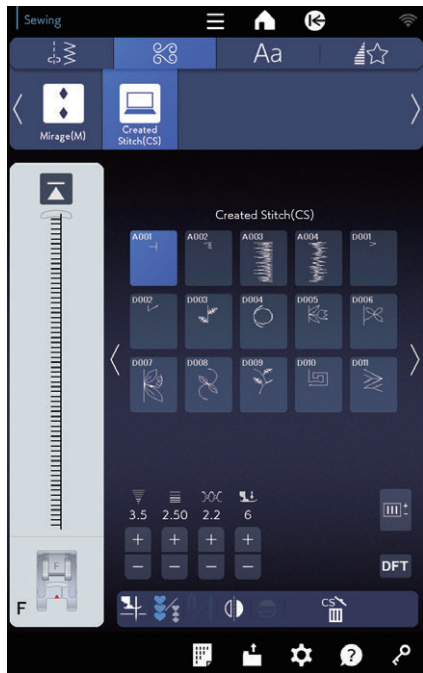 Sewing
Aa
Mirage(M)
Created
Stitch(CS)
Created Stitch(CS)
A001 A002 A003 A004 D001
D002 D003 D004 D005 D006
D007 D008 D009 D010 D011
3.5 2.50 2.2 6
+ + + +
− − − −
DFT
F
F
CS
?